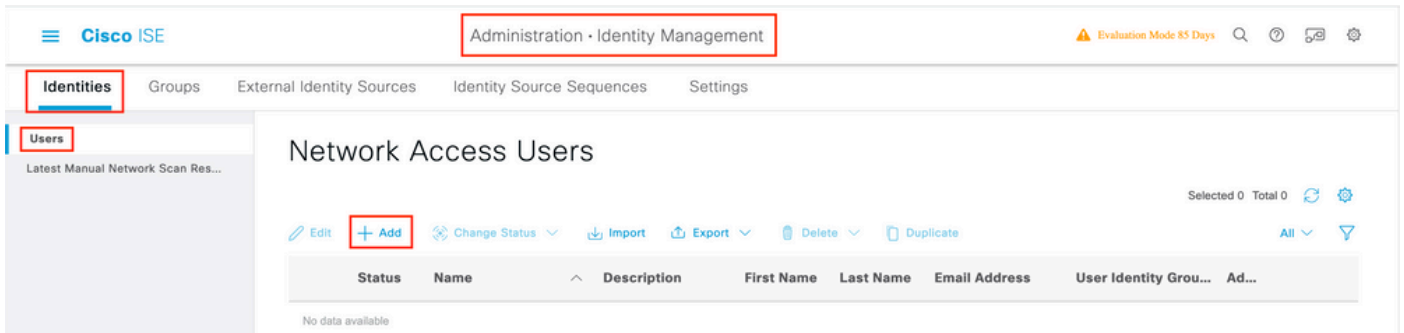 Cisco ISE
Administration · Identity Management
Evaluation Mode 85 Days
Identities Groups External Identity Sources Identity Source Sequences Settings
Users
Latest Manual Network Scan Res...
Network Access Users
Selected 0 Total 0
Edit Add Change Status Import Export Delete Duplicate All
Status Name Description First Name Last Name Email Address User Identity Grou... Ad...
No data available